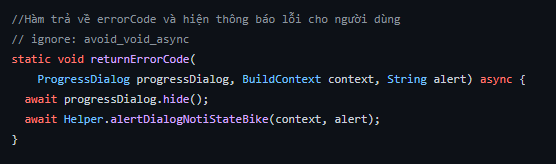 //Hàm trả về errorCode và hiện thông báo lỗi cho người dùng
// ignore: avoid_void_async
static void returnErrorCode(
    ProgressDialog progressDialog, BuildContext context, String alert) async {
  await progressDialog.hide();
  await Helper.alertDialogNotiStateBike(context, alert);
}